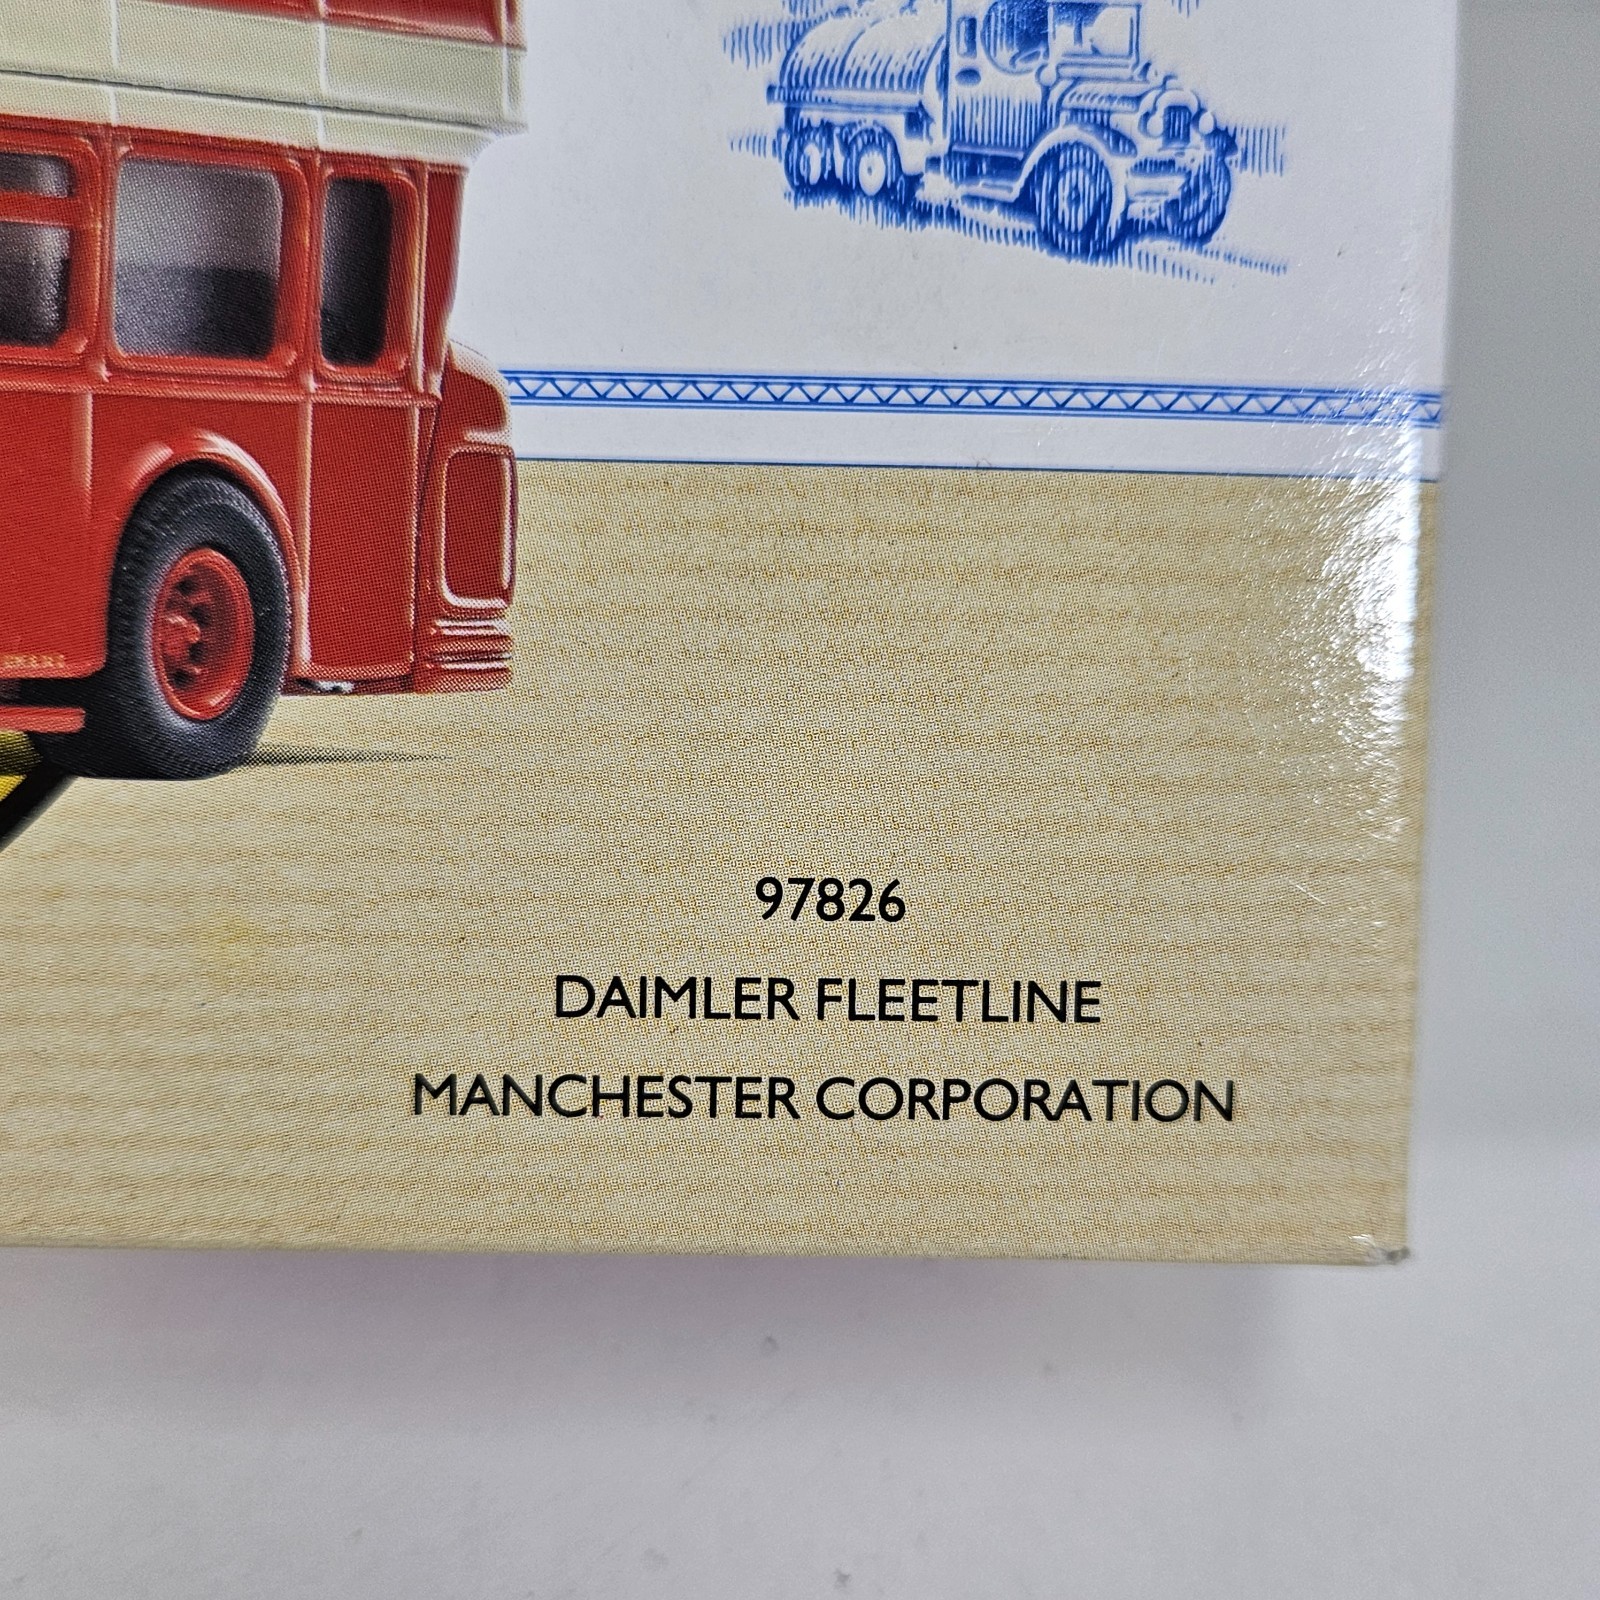 97826
DAIMLER FLEETLINE
MANCHESTER CORPORATION